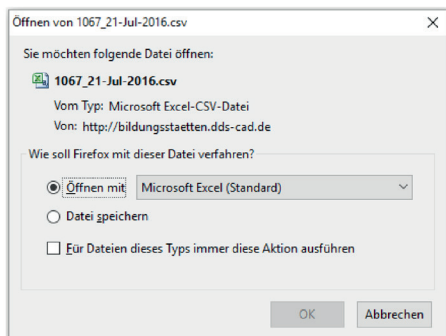 Öffnen von 1067_21-Jul-2016.csv
Sie möchten folgende Datei öffnen:
1067_21-Jul-2016.csv
Vom Typ: Microsoft Excel-CSV-Datei
Von: http://bildungsstaetten.dds-cad.de
Wie soll Firefox mit dieser Datei verfahren?
Öffnen mit Microsoft Excel (Standard)
Datei speichern
Für Dateien dieses Typs immer diese Aktion ausführen
OK Abbrechen